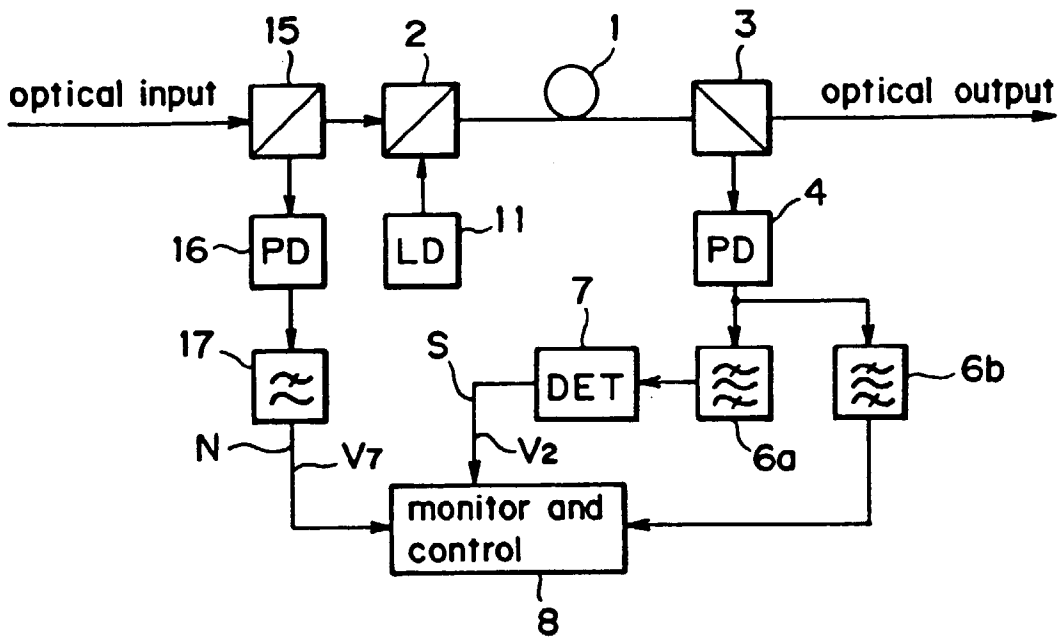 15
2
1
3
optical input
optical output
16
PD
LD
11
PD
4
17
S
7
DET
6b
N
V7
V2
6a
monitor and
control
8